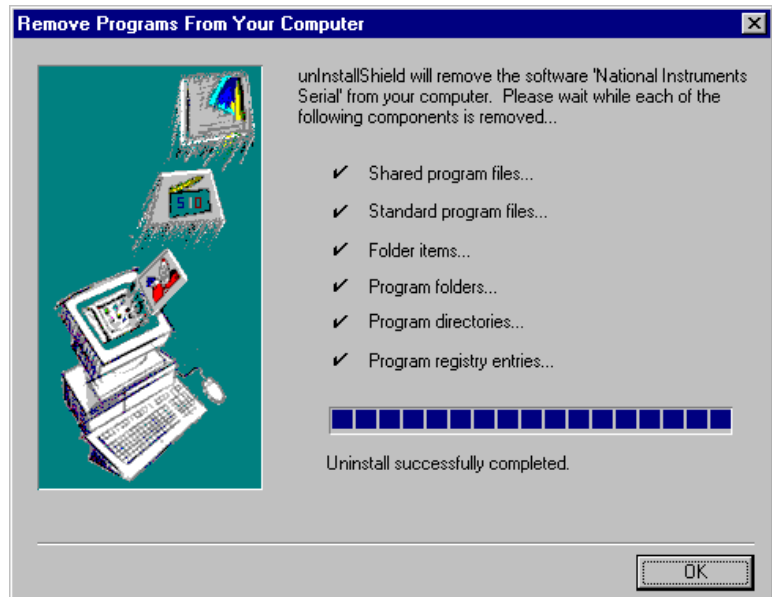 Remove Programs From Your Computer
unInstallShield will remove the software 'National Instruments
Serial' from your computer. Please wait while each of the
following components is removed...
Shared program files...
Standard program files...
Folder items...
Program folders...
Program directories...
Program registry entries...
Uninstall successfully completed.
OK